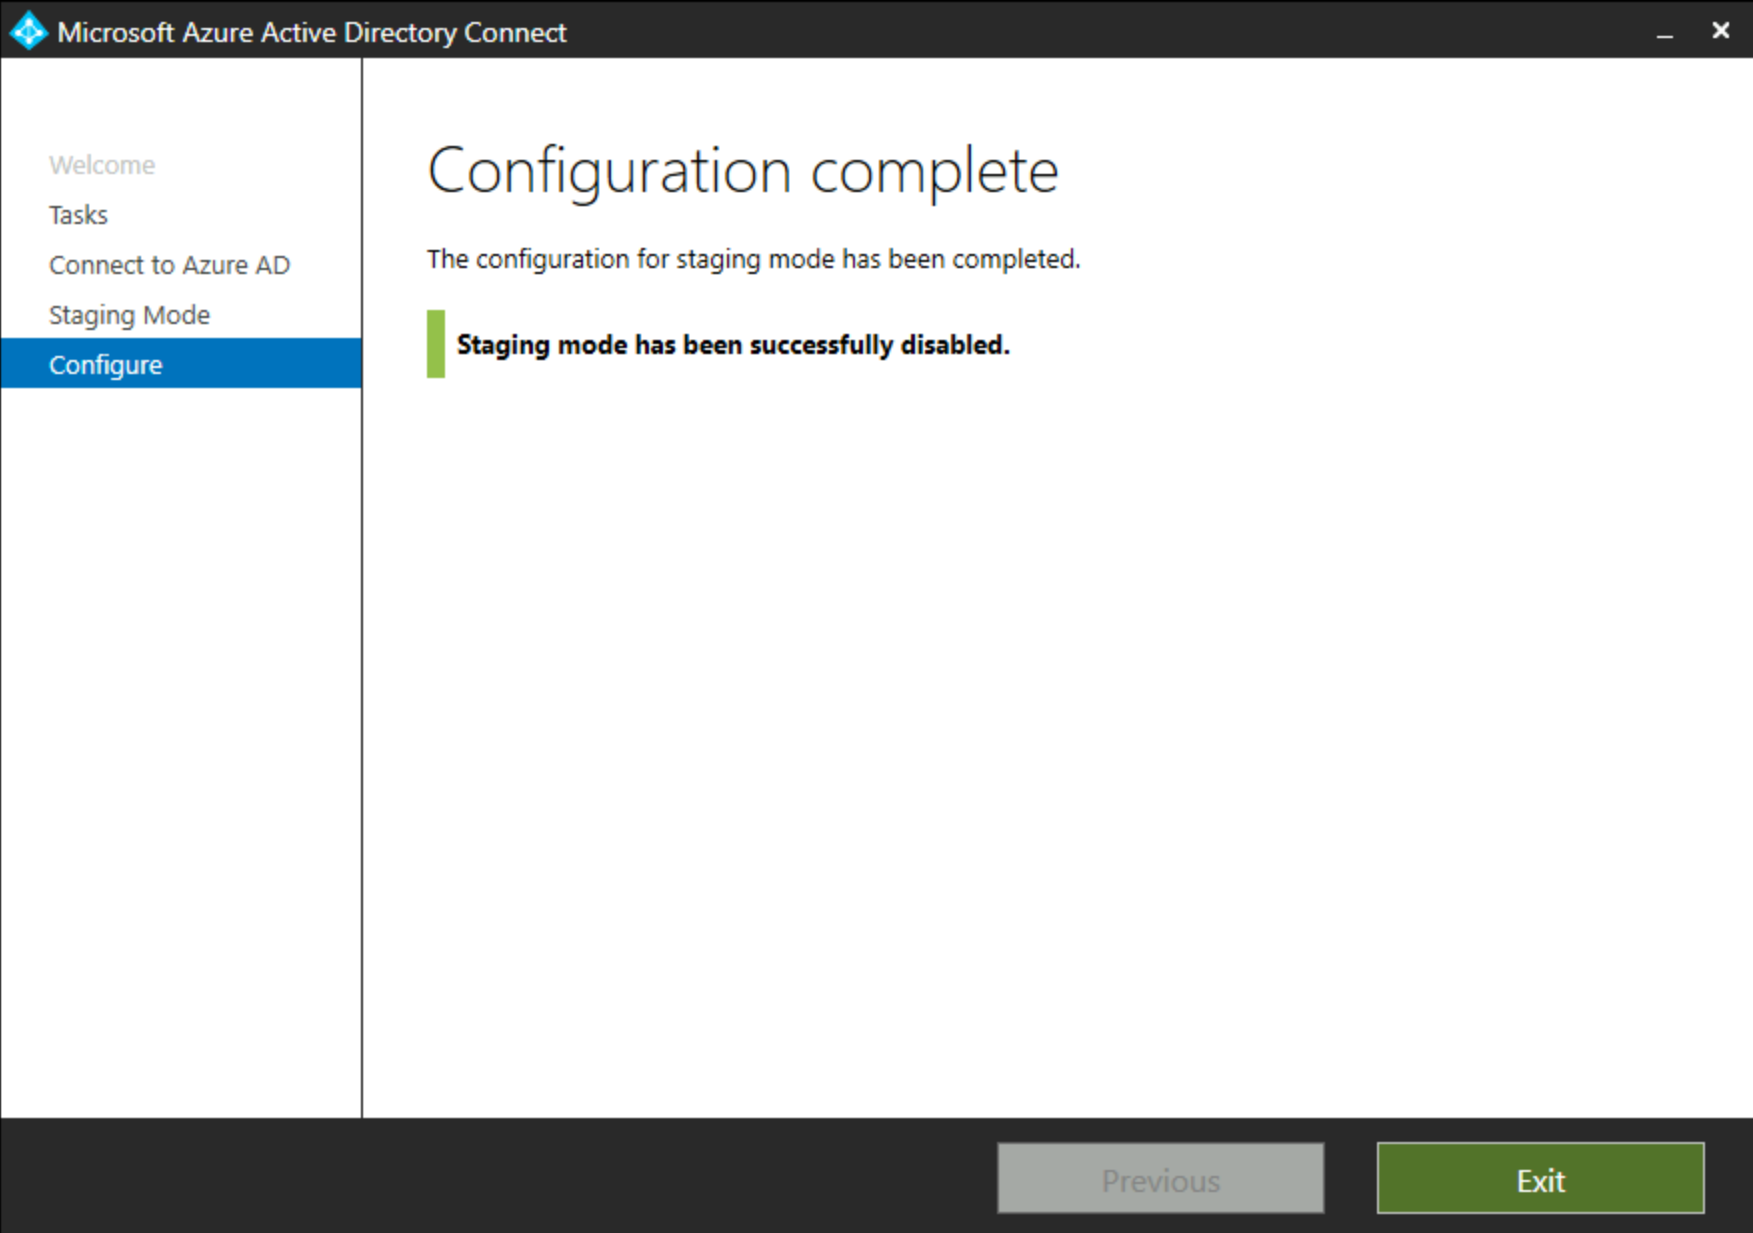 Microsoft Azure Active Directory Connect
Welcome
Tasks
Connect to Azure AD
Staging Mode
Configure
Configuration complete
The configuration for staging mode has been completed.
Staging mode has been successfully disabled.
Previous
Exit